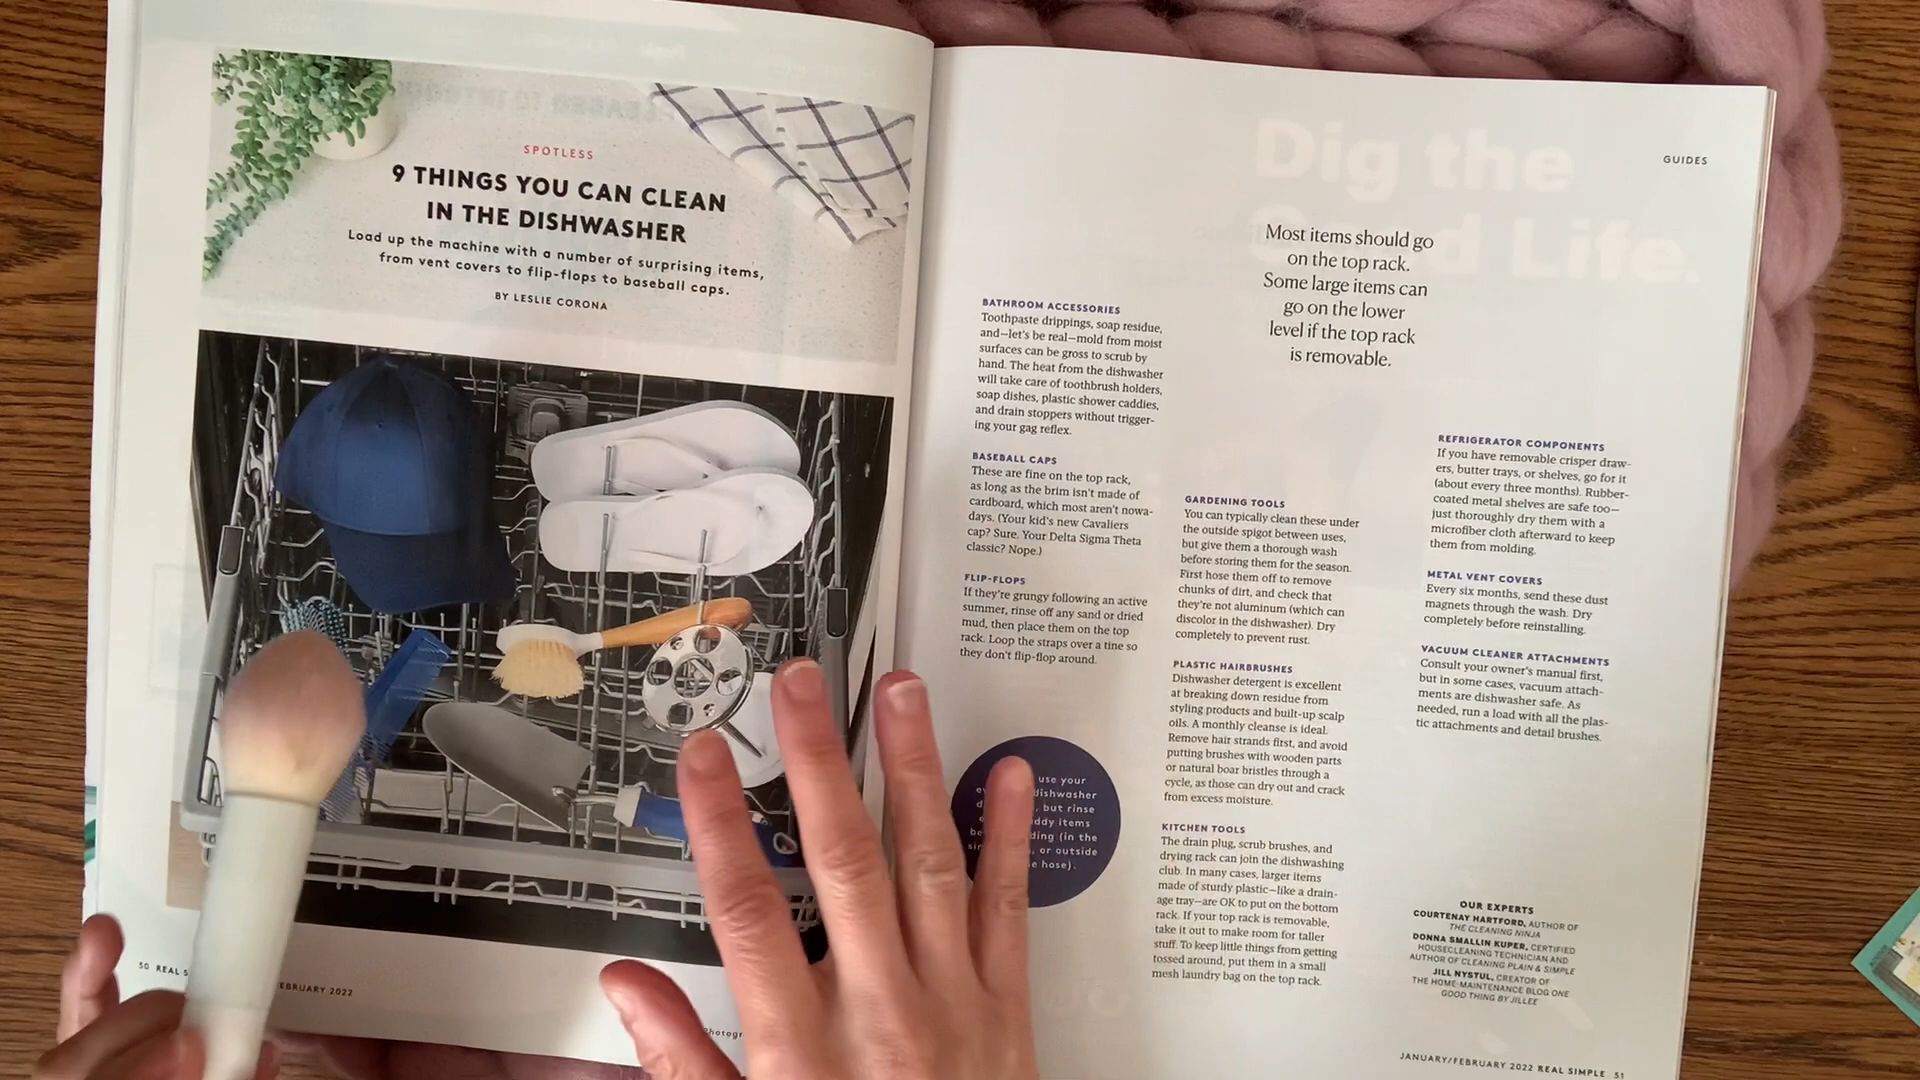 SPOTLESS
9 THINGS YOU CAN CLEAN
IN THE DISHWASHER
Load up the machine with a number of surprising items,
from vent covers to flip-flops to baseball caps.
BY LESLIE CORONA
50 REAL S
EBRUARY 2022
Photogr
Dig the
d Life.
GUIDES
Most items should go
on the top rack.
Some large items can
go on the lower
level if the top rack
is removable.
BATHROOM ACCESSORIES
Toothpaste drippings, soap residue,
and—let's be real—mold from moist
surfaces can be gross to scrub by
hand. The heat from the dishwasher
will take care of toothbrush holders,
soap dishes, plastic shower caddies,
and drain stoppers without trigger-
ing your gag reflex.
BASEBALL CAPS
These are fine on the top rack,
as long as the brim isn't made of
cardboard, which most aren't nowa-
days. (Your kid's new Cavaliers
cap? Sure. Your Delta Sigma Theta
classic? Nope.)
FLIP-FLOPS
If they're grungy following an active
summer, rinse off any sand or dried
mud, then place them on the top
rack. Loop the straps over a tine so
they don't flip-flop around.
use your
dishwasher
, but rinse
ddy items
ding (in the
, or outside
hose).
GARDENING TOOLS
You can typically clean these under
the outside spigot between uses,
but give them a thorough wash
before storing them for the season.
First hose them off to remove
chunks of dirt, and check that
they're not aluminum (which can
discolor in the dishwasher). Dry
completely to prevent rust.
PLASTIC HAIRBRUSHES
Dishwasher detergent is excellent
at breaking down residue from
styling products and built-up scalp
oils. A monthly cleanse is ideal.
Remove hair strands first, and avoid
putting brushes with wooden parts
or natural boar bristles through a
cycle, as those can dry out and crack
from excess moisture.
KITCHEN TOOLS
The drain plug, scrub brushes, and
drying rack can join the dishwashing
club. In many cases, larger items
made of sturdy plastic—like a drain-
age tray—are OK to put on the bottom
rack. If your top rack is removable,
take it out to make room for taller
stuff. To keep little things from getting
tossed around, put them in a small
mesh laundry bag on the top rack.
REFRIGERATOR COMPONENTS
If you have removable crisper draw-
ers, butter trays, or shelves, go for it
(about every three months). Rubber-
coated metal shelves are safe too—
just thoroughly dry them with a
microfiber cloth afterward to keep
them from molding.
METAL VENT COVERS
Every six months, send these dust
magnets through the wash. Dry
completely before reinstalling.
VACUUM CLEANER ATTACHMENTS
Consult your owner's manual first,
but in some cases, vacuum attach-
ments are dishwasher safe. As
needed, run a load with all the plas-
tic attachments and detail brushes.
OUR EXPERTS
COURTENAY HARTFORD, AUTHOR OF
THE CLEANING NINJA
DONNA SMALLIN KUPER, CERTIFIED
HOUSECLEANING TECHNICIAN AND
AUTHOR OF CLEANING PLAIN & SIMPLE
JILL NYSTUL, CREATOR OF
THE HOME-MAINTENANCE BLOG ONE
GOOD THING BY JILLEE
JANUARY/FEBRUARY 2022 REAL SIMPLE 51